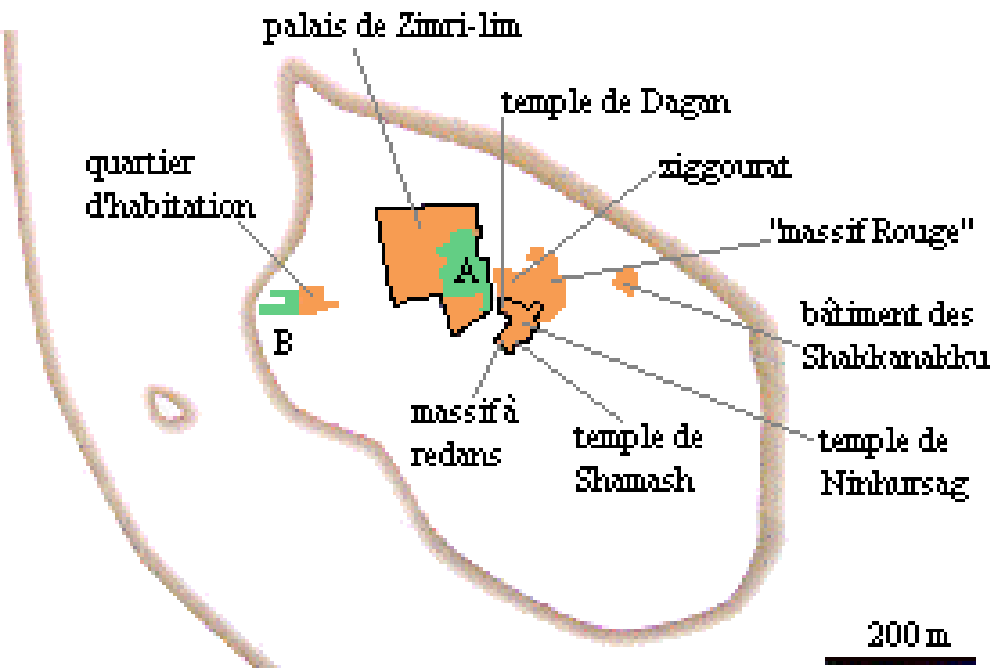 palais de Zimri-lim
temple de Dagan
quartier
d'habitation
ziggourat
"massif Rouge"
A
bâtiment des
Shakkanakku
B
massif à
redans
temple de
Shamash
temple de
Ninhursag
200 m